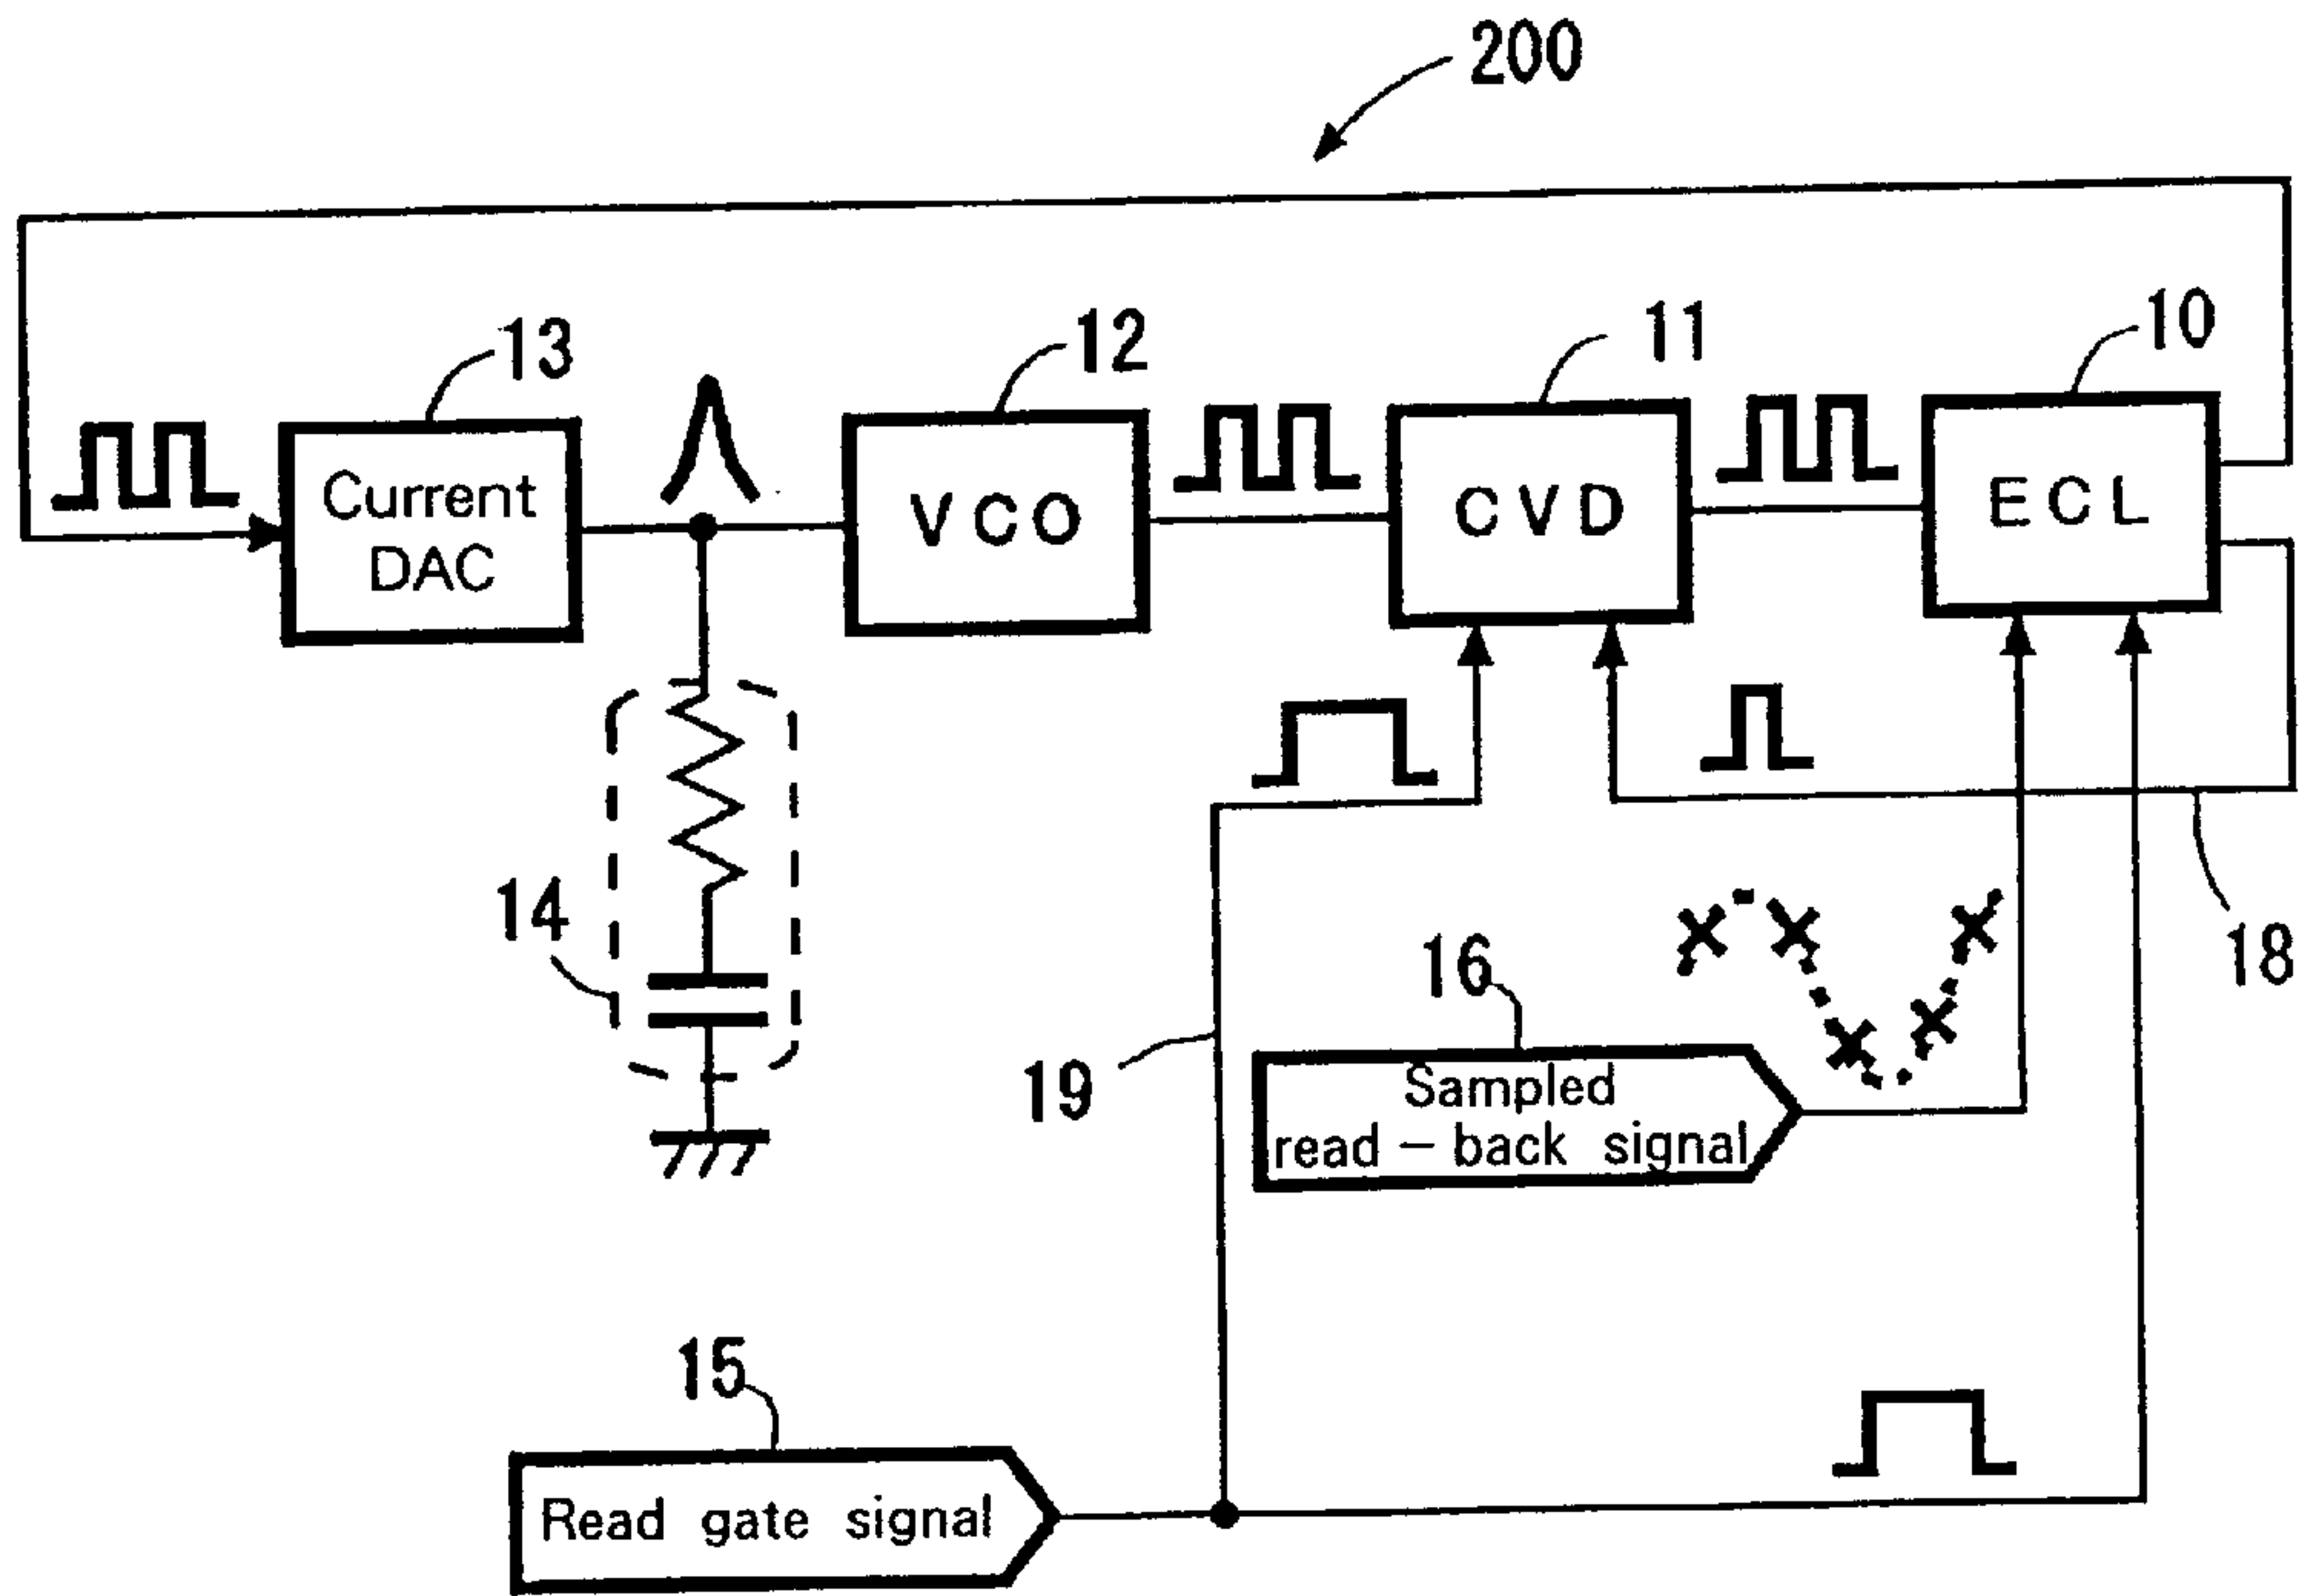 200
13
12
11
10
Current
DAC
VCO
CVD
ECL
14
16
18
19
Sampled
read-back signal
15
Read gate signal